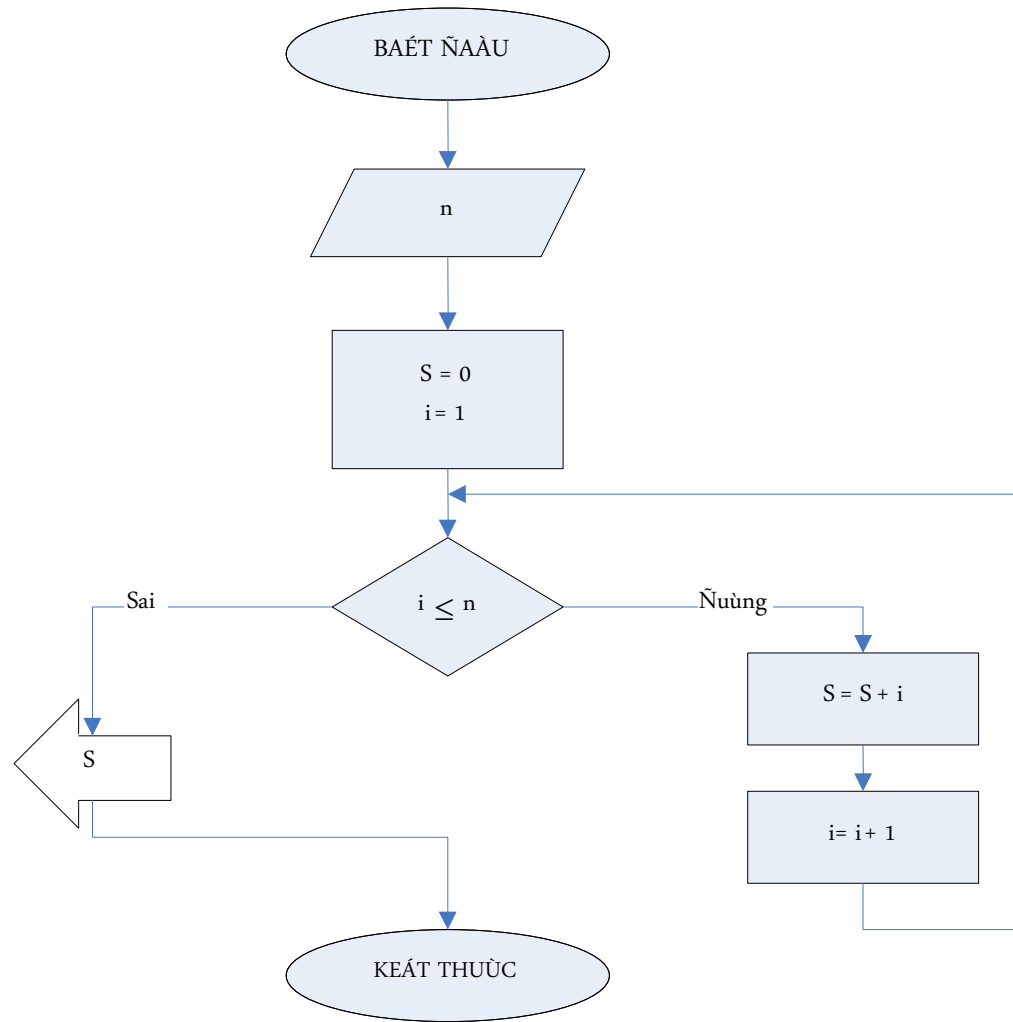 BAÉT ÑAÀU
n
S = 0
i = 1
i ≤ n
Sai
Ñuùng
S = S + i
S
i = i + 1
KEÁT THUÙC